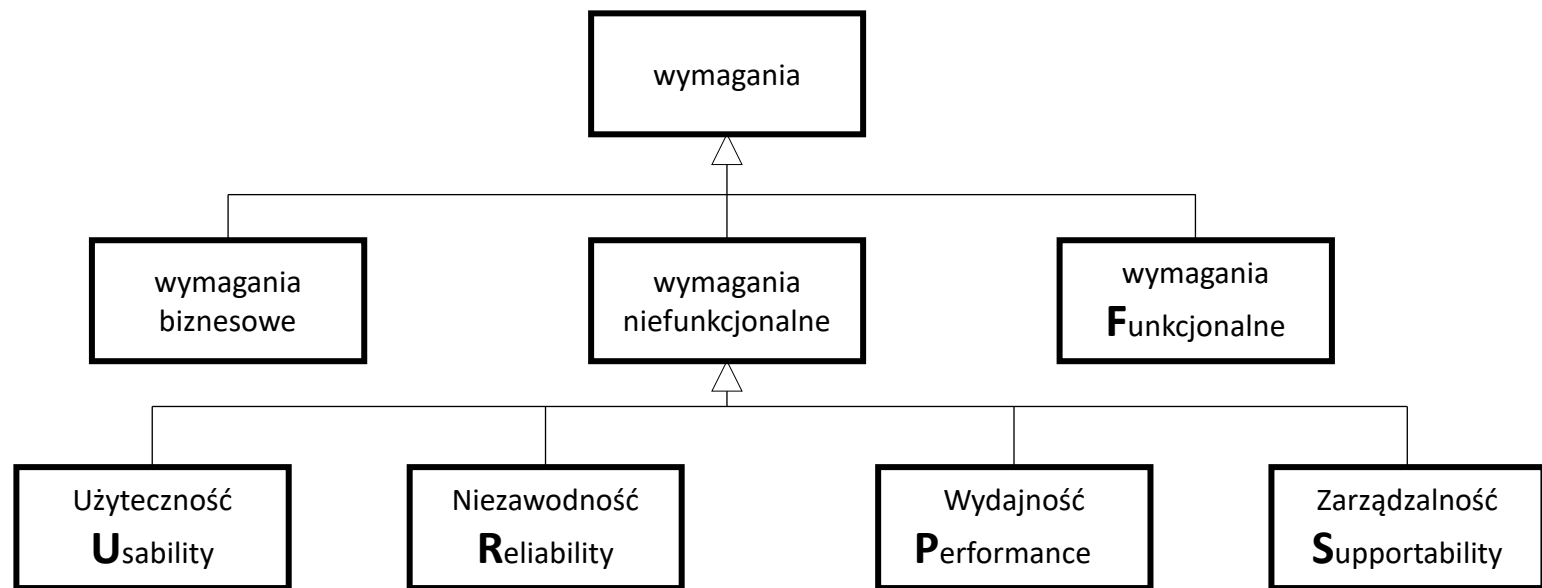 wymagania
wymagania
biznesowe
wymagania
niefunkcjonalne
wymagania
Funkcjonalne
Użyteczność
Usability
Niezawodność
Reliability
Wydajność
Performance
Zarządzalność
Supportability